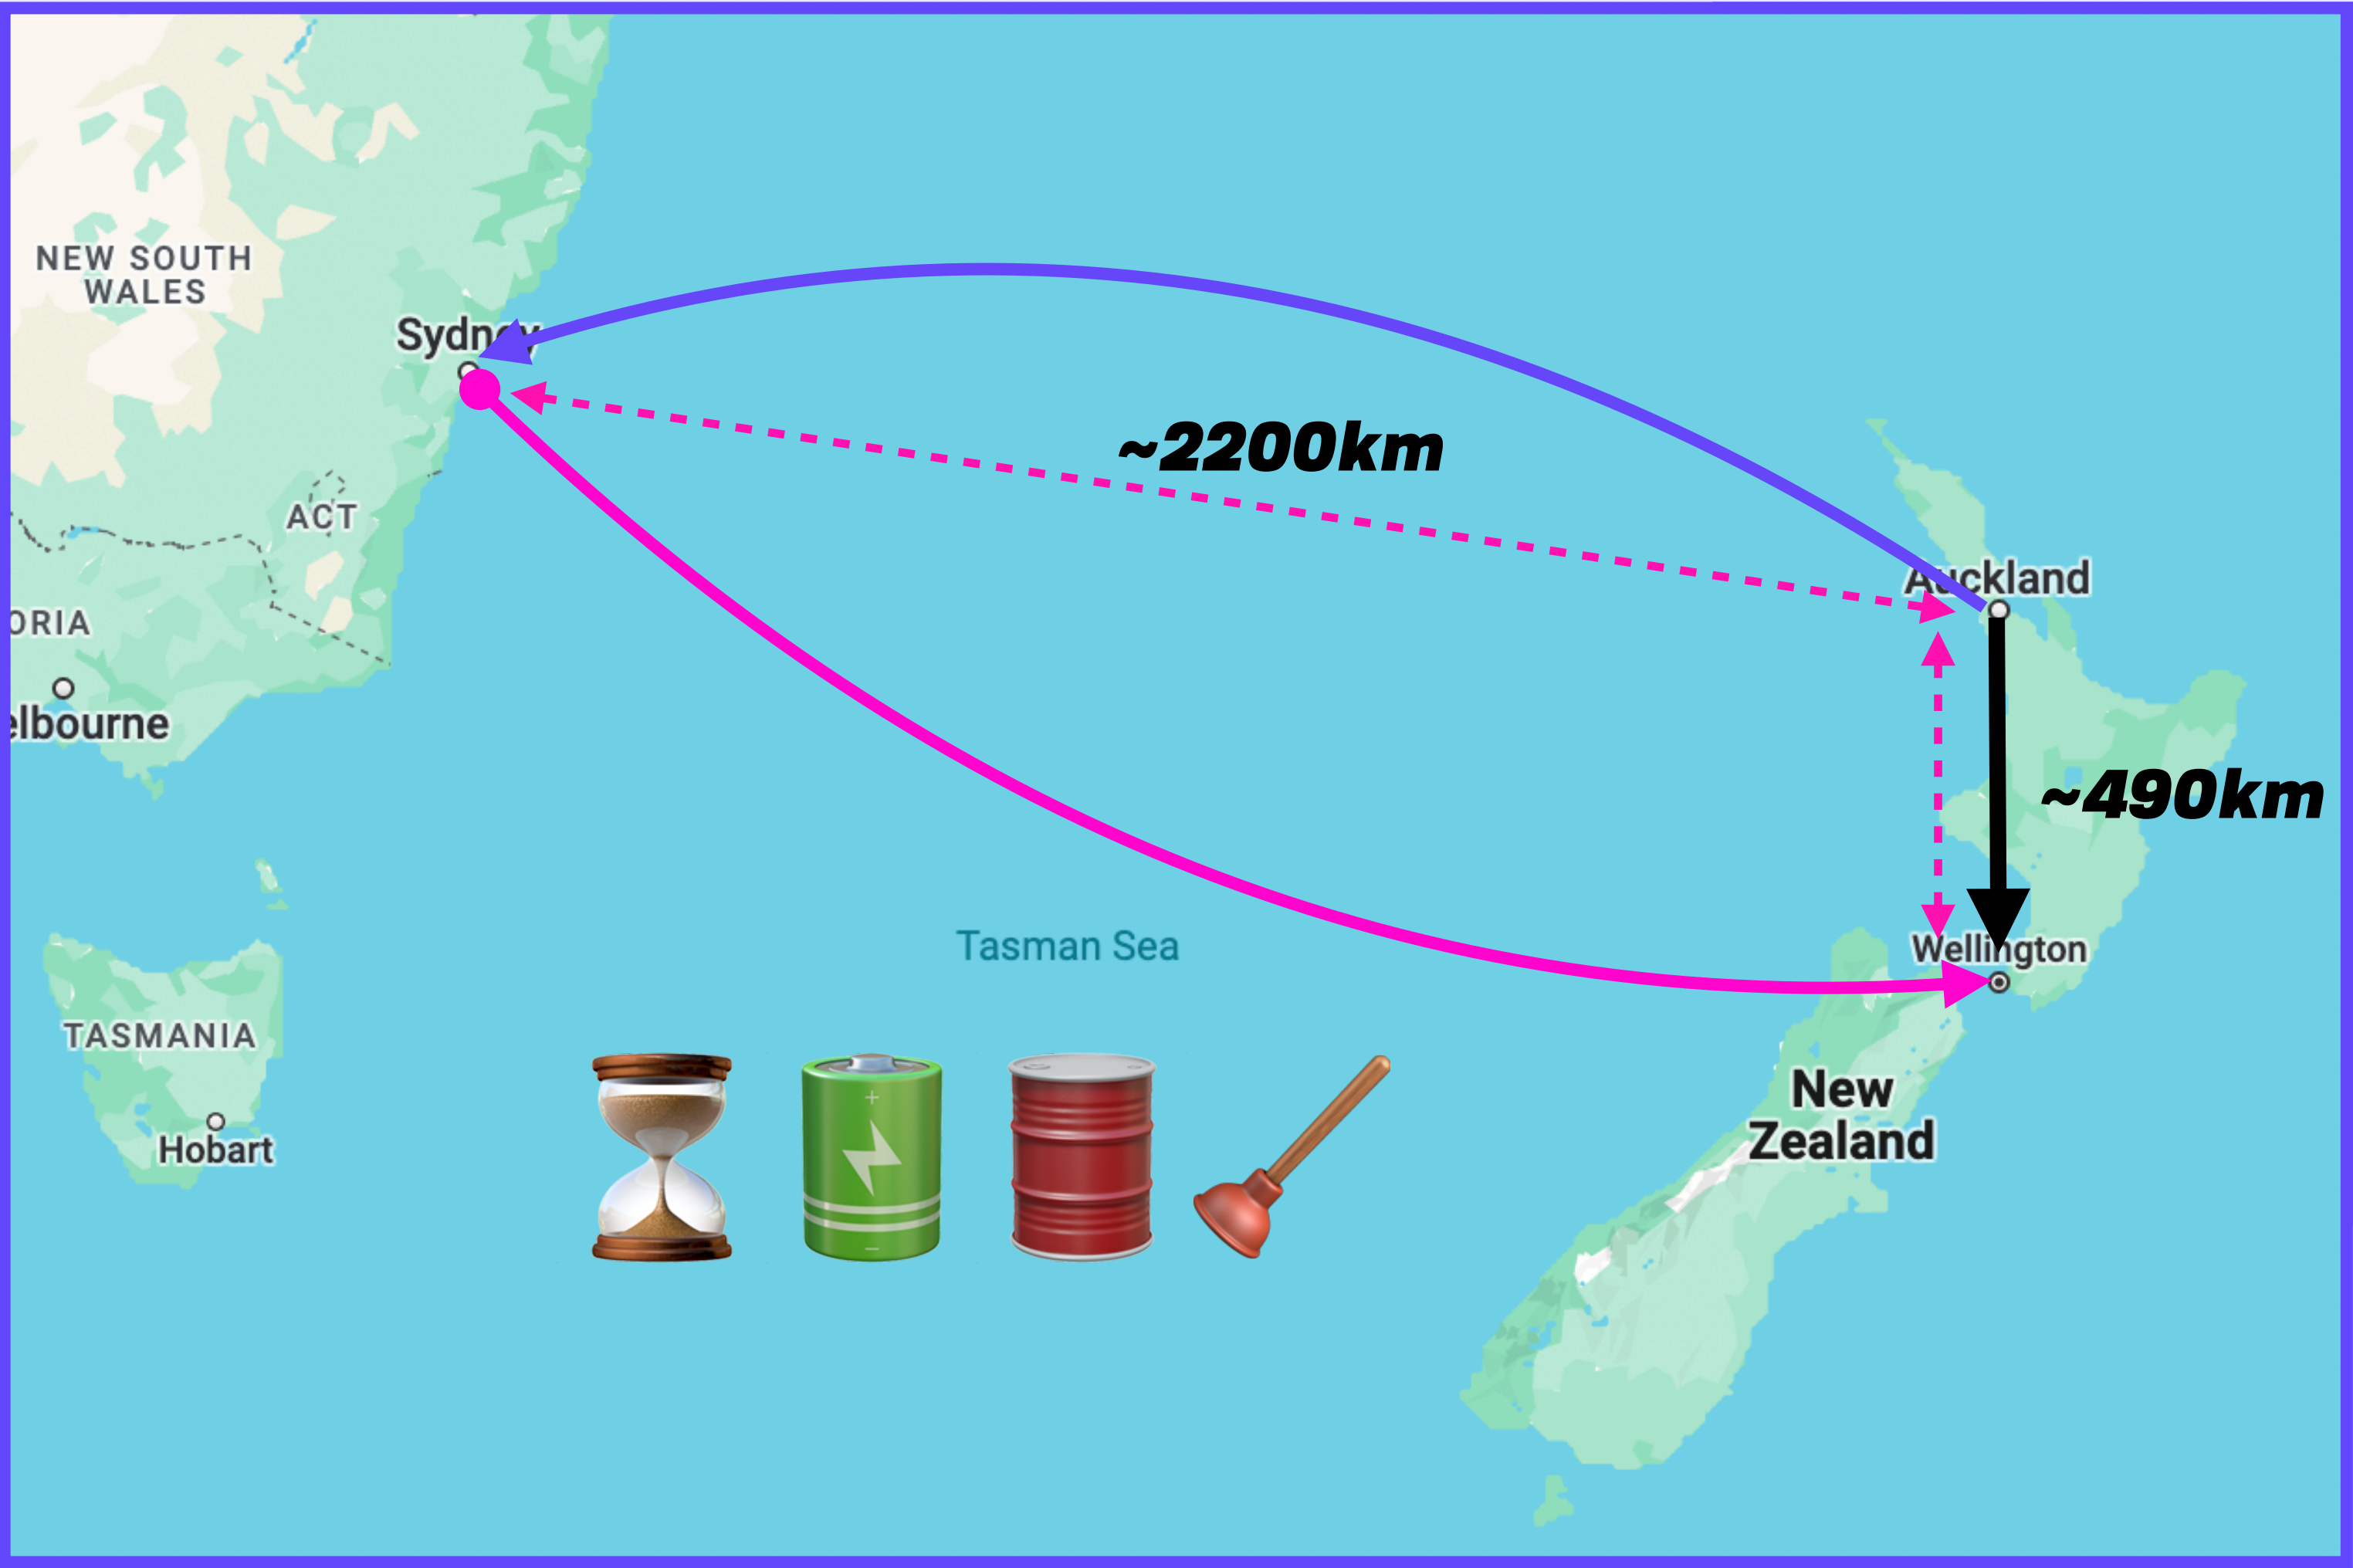 NEW SOUTH
WALES
Sydney
~2200km
ACT
Auckland
ORIA
elbourne
~490km
Tasman Sea
Wellington
TASMANIA
New
Zealand
Hobart
+
−